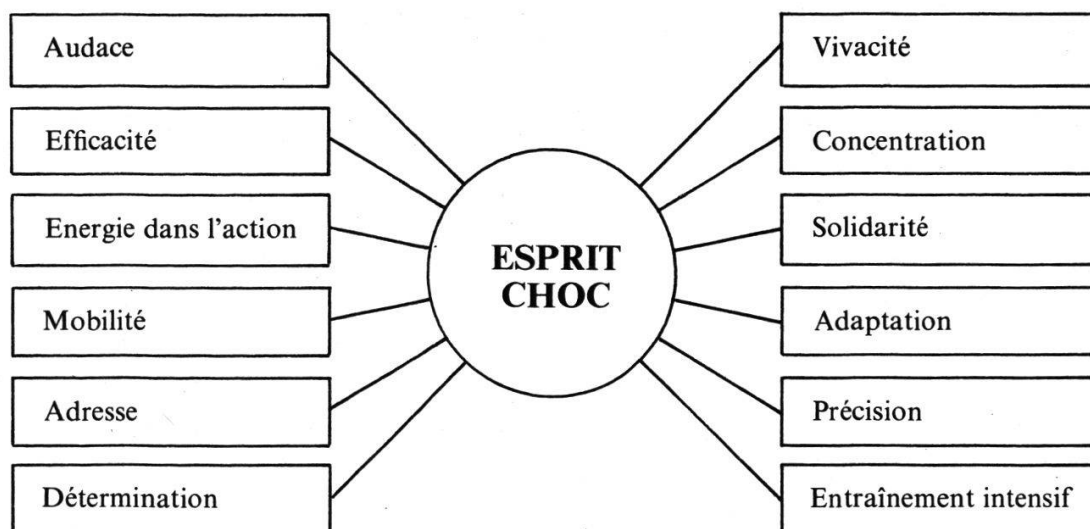 Audace
Efficacité
Energie dans l'action
Mobilité
Adresse
Détermination
ESPRIT
CHOC
Vivacité
Concentration
Solidarité
Adaptation
Précision
Entraînement intensif